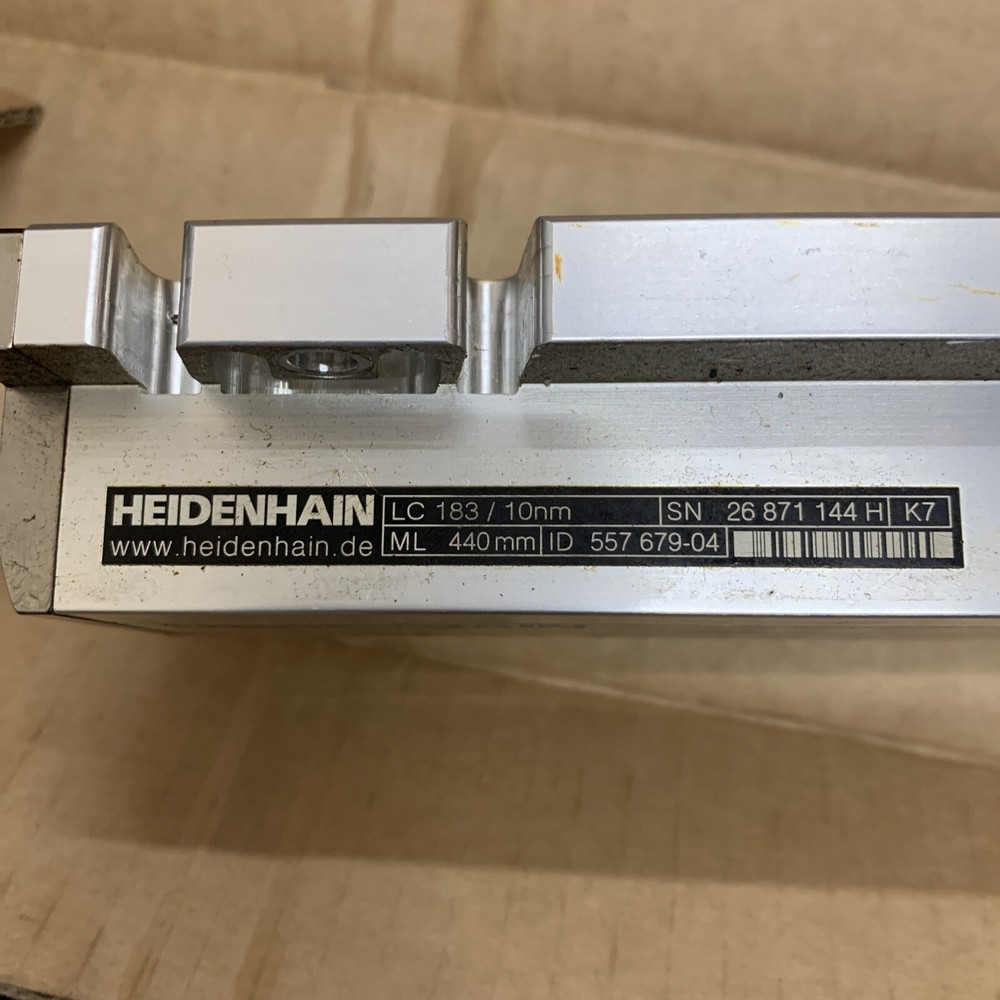 HEIDENHAIN LC 183 / 10nm SN 26 871 144 H K7
www.heidenhain.de ML 440 mm ID 557 679-04